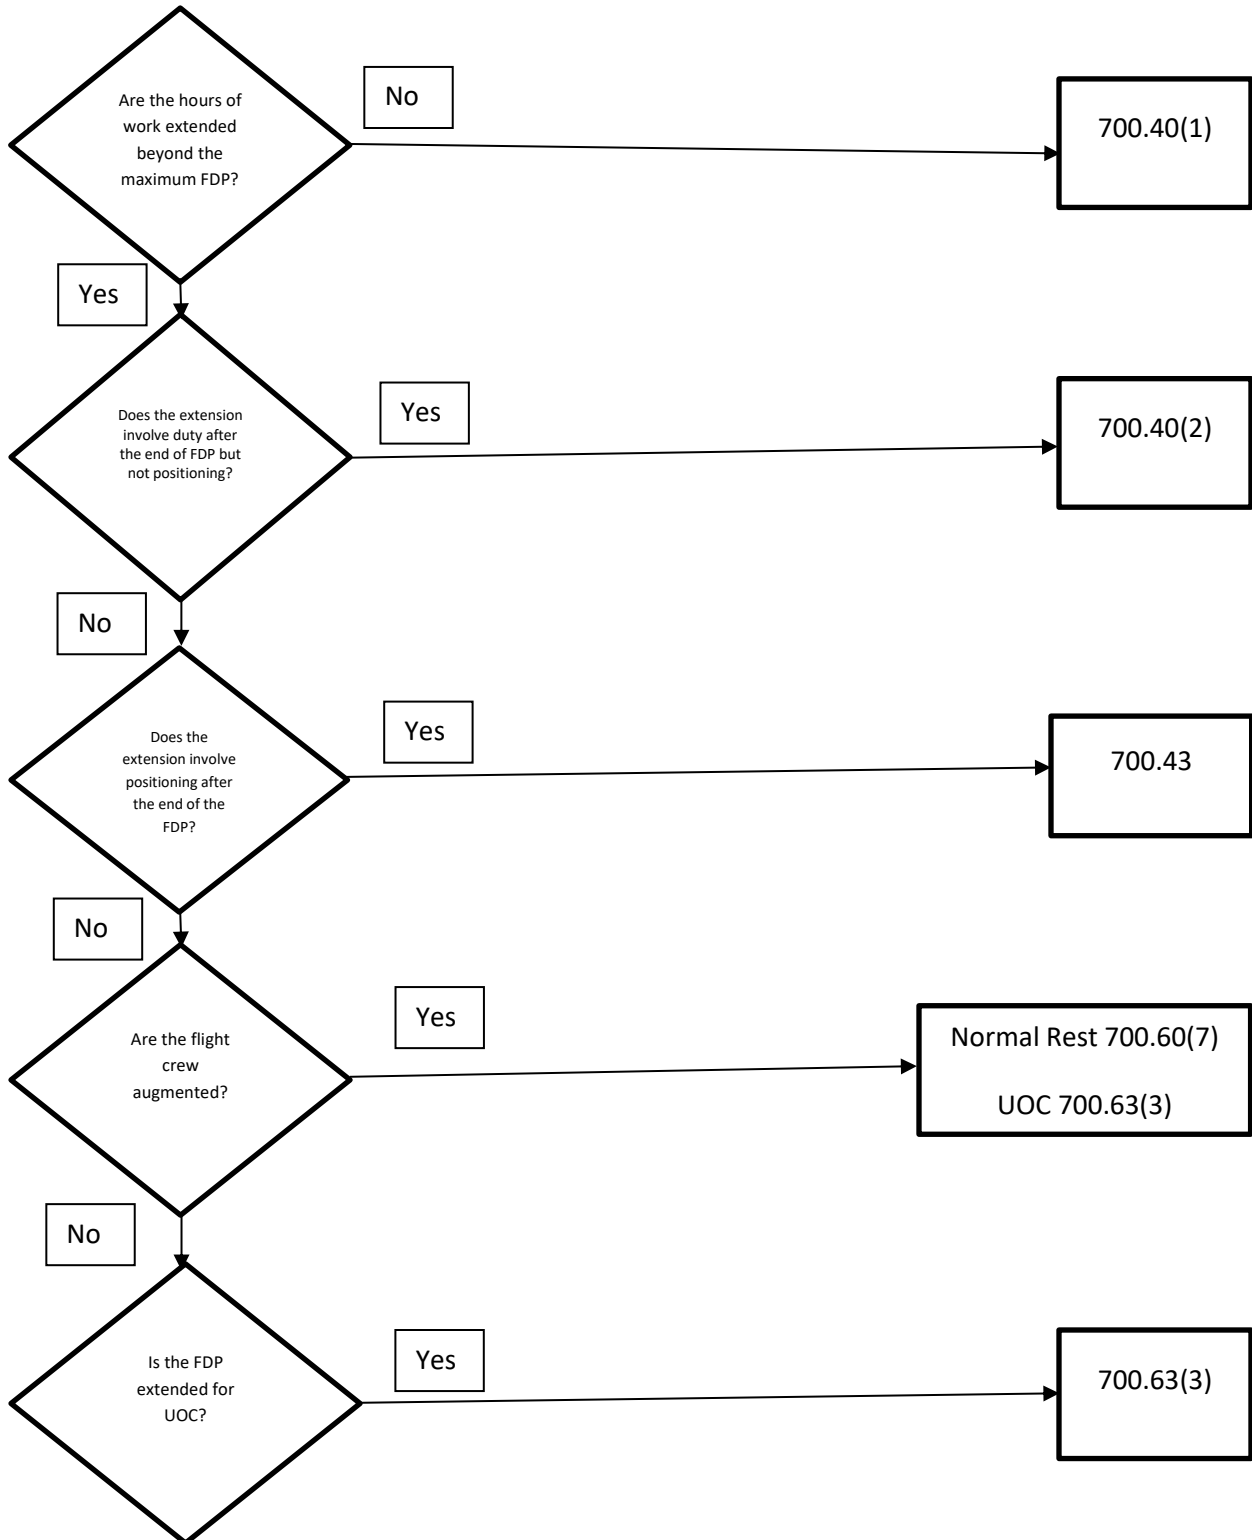 Are the hours of
work extended
beyond the
maximum FDP?
No
700.40(1)
Yes
Does the extension
involve duty after
the end of FDP but
not positioning?
Yes
700.40(2)
No
Does the
extension involve
positioning after
the end of the
FDP?
Yes
700.43
No
Are the flight
crew
augmented?
Yes
Normal Rest 700.60(7)
UOC 700.63(3)
No
Is the FDP
extended for
UOC?
Yes
700.63(3)